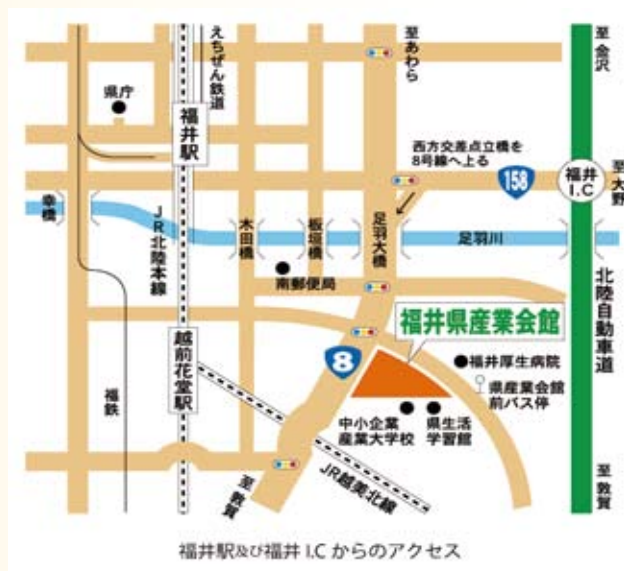 えちぜん鉄道
至あわら
至金沢
県庁
福井駅
西方交差点立橋を
8号線へ上る
158
福井
I.C
至大野
幸橋
JR北陸本線
木田橋
板垣橋
足羽大橋
足羽川
南郵便局
北陸自動車道
福井県産業会館
8
越前花堂駅
福井厚生病院
県産業会館
前バス停
福鉄
中小企業
産業大学校
県生活
学習館
JR越美北線
至敦賀
至敦賀
福井駅及び福井 I.C からのアクセス